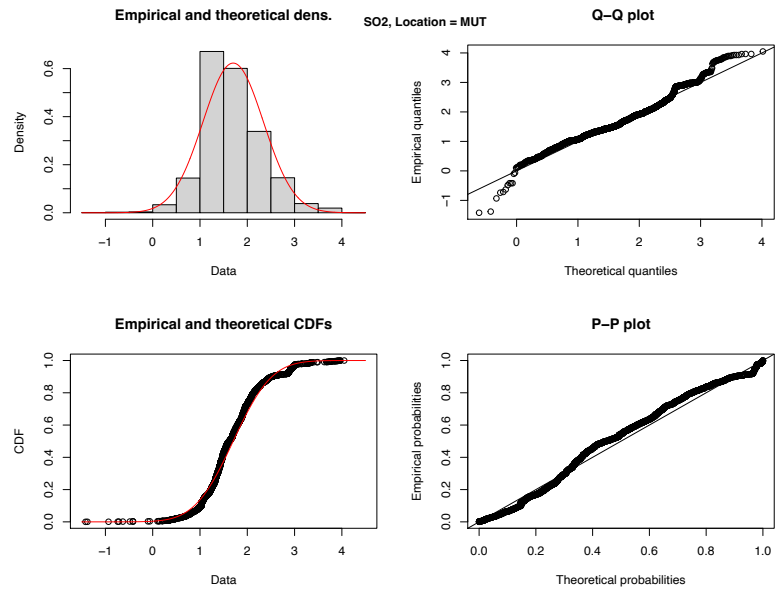 SO2, Location = MUT
Empirical and theoretical dens.
Density
0.0 0.2 0.4 0.6
−1 0 1 2 3 4
Data
Q−Q plot
Empirical quantiles
−1 0 1 2 3 4
0 1 2 3 4
Theoretical quantiles
Empirical and theoretical CDFs
CDF
0.0 0.2 0.4 0.6 0.8 1.0
−1 0 1 2 3 4
Data
P−P plot
Empirical probabilities
0.0 0.2 0.4 0.6 0.8 1.0
0.0 0.2 0.4 0.6 0.8 1.0
Theoretical probabilities